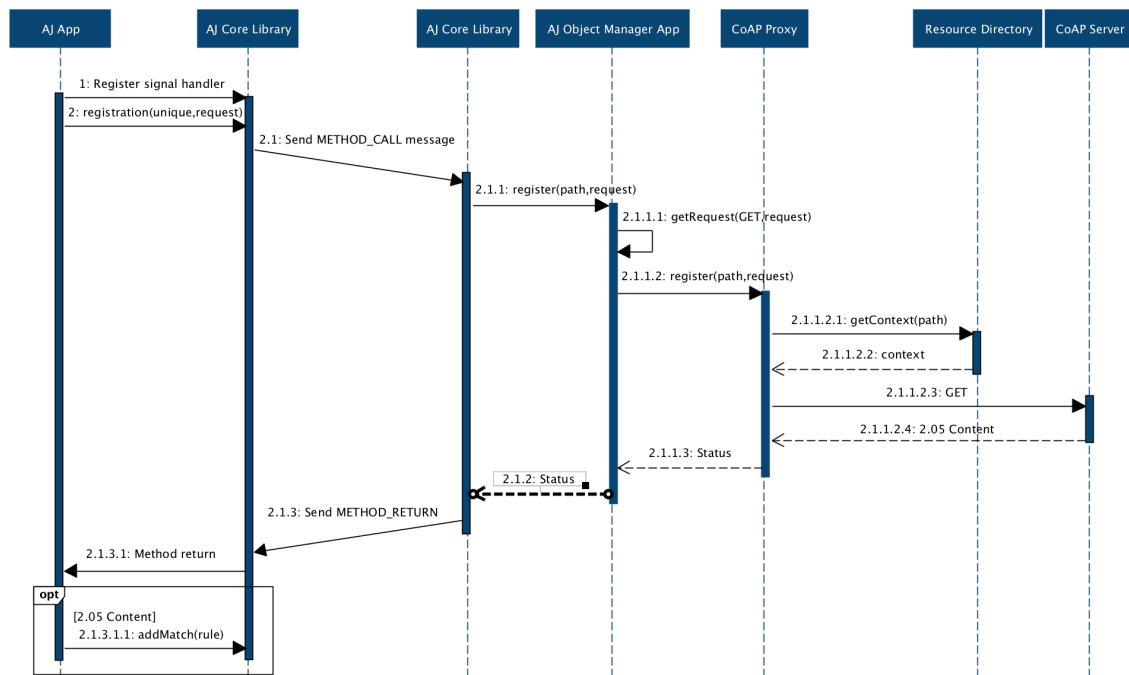 AJ App
AJ Core Library
AJ Core Library
AJ Object Manager App
CoAP Proxy
Resource Directory
CoAP Server
1: Register signal handler
2: registration(unique,request)
2.1: Send METHOD_CALL message
2.1.1: register(path,request)
2.1.1.1: getRequest(GET,request)
2.1.1.2: register(path,request)
2.1.1.2.1: getContext(path)
2.1.1.2.2: context
2.1.1.2.3: GET
2.1.1.2.4: 2.05 Content
2.1.1.3: Status
2.1.2: Status
2.1.3: Send METHOD_RETURN
2.1.3.1: Method return
opt
[2.05 Content]
2.1.3.1.1: addMatch(rule)